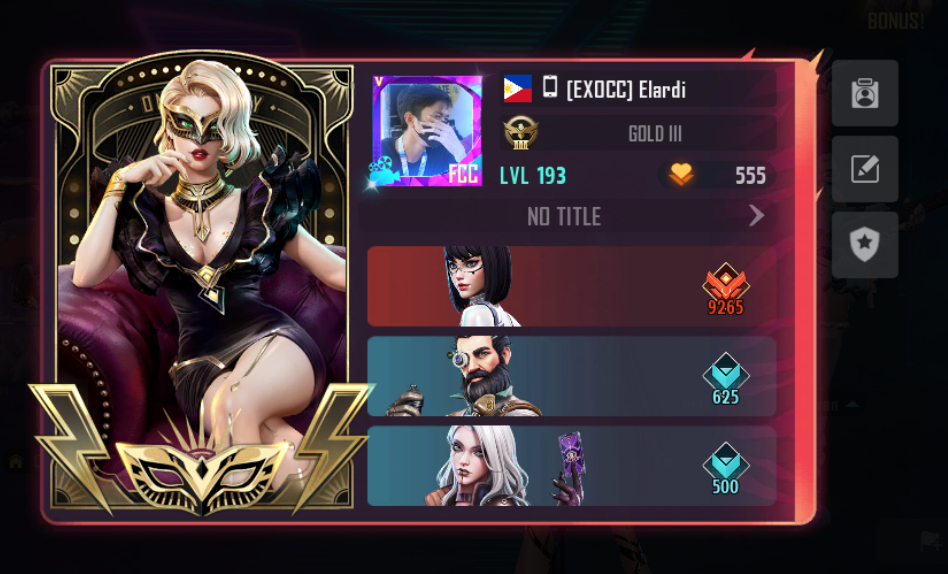 BONUS!
V
FCC
[EXOCC] Elardi
GOLD III
LVL 193
555
NO TITLE
9265
625
500